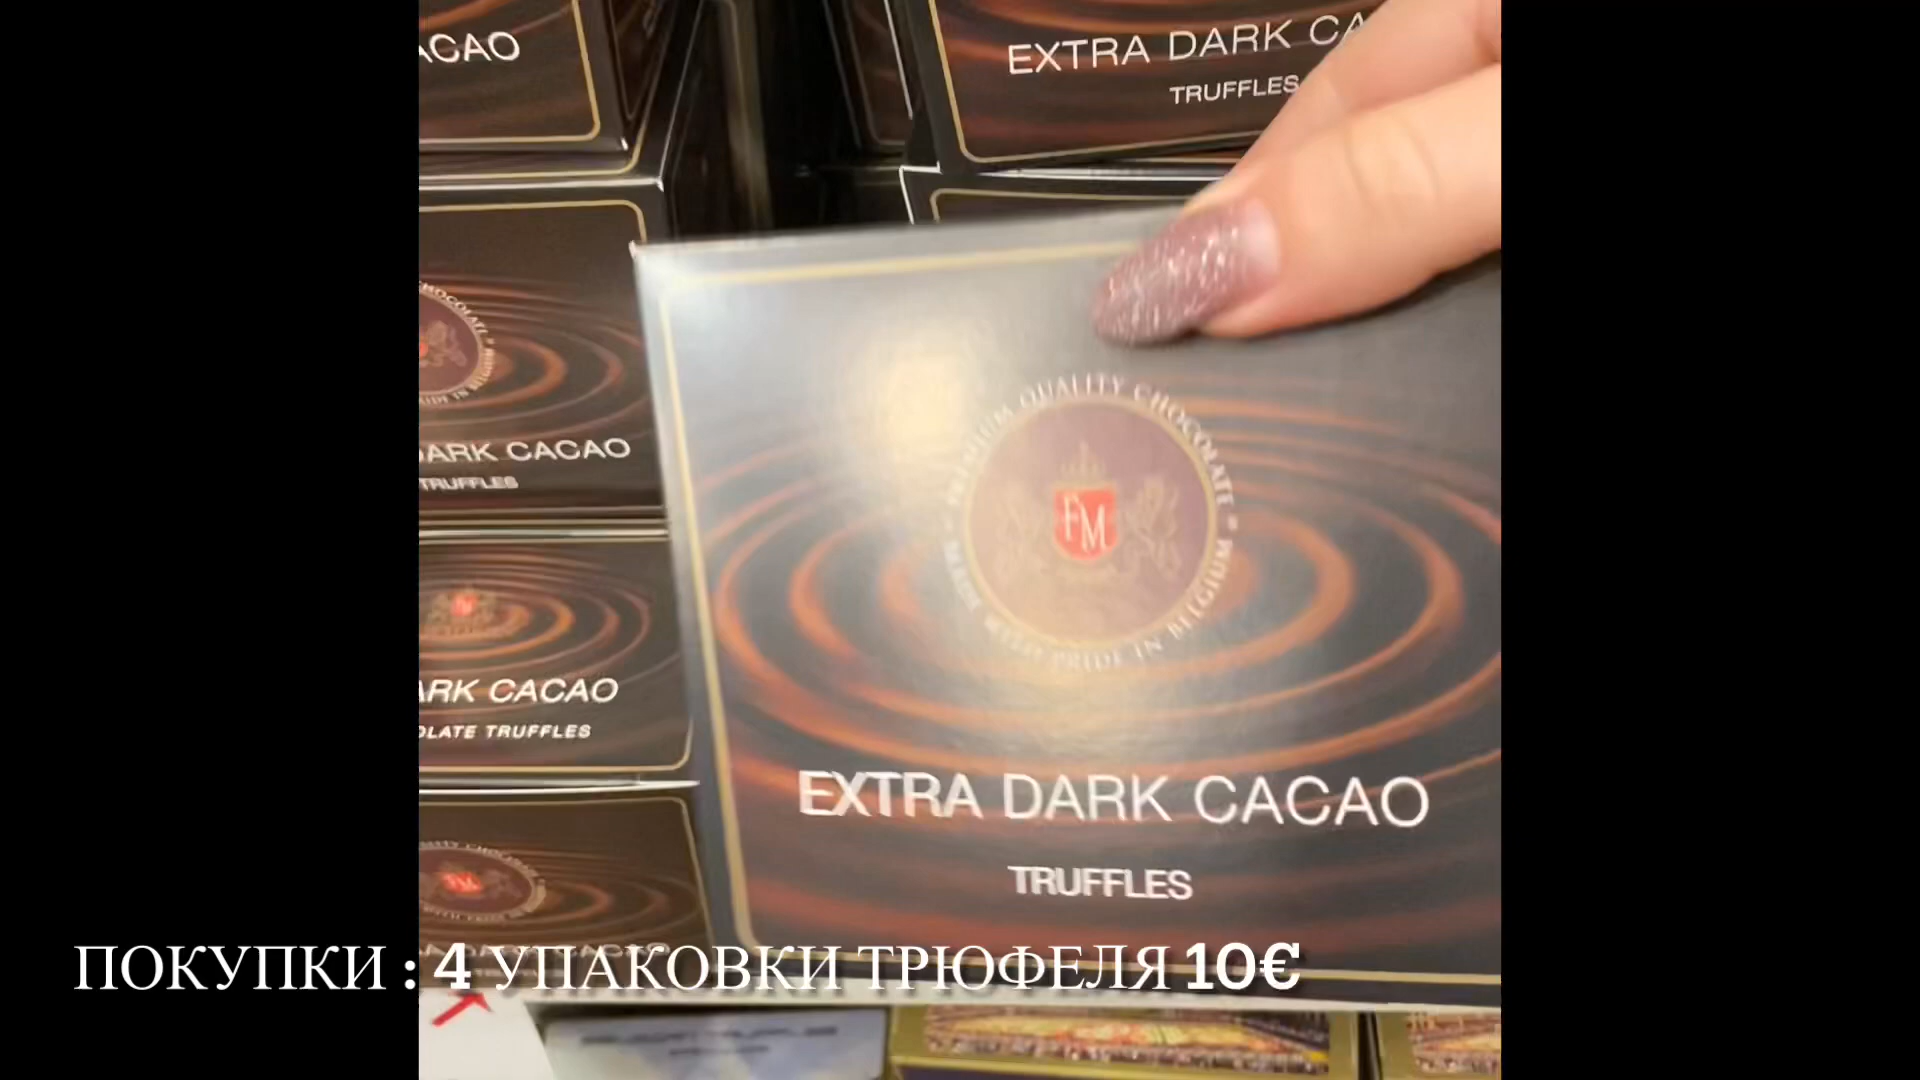 ACAO
EXTRA DARK CA
TRUFFLES
DARK CACAO
TRUFFLES
ARK CACAO
OLATE TRUFFLES
PREMIUM QUALITY CHOCOLATE • MADE WITH PRIDE IN BELGIUM •
FM
EXTRA DARK CACAO
TRUFFLES
ПОКУПКИ : 4 УПАКОВКИ ТРЮФЕЛЯ 10€